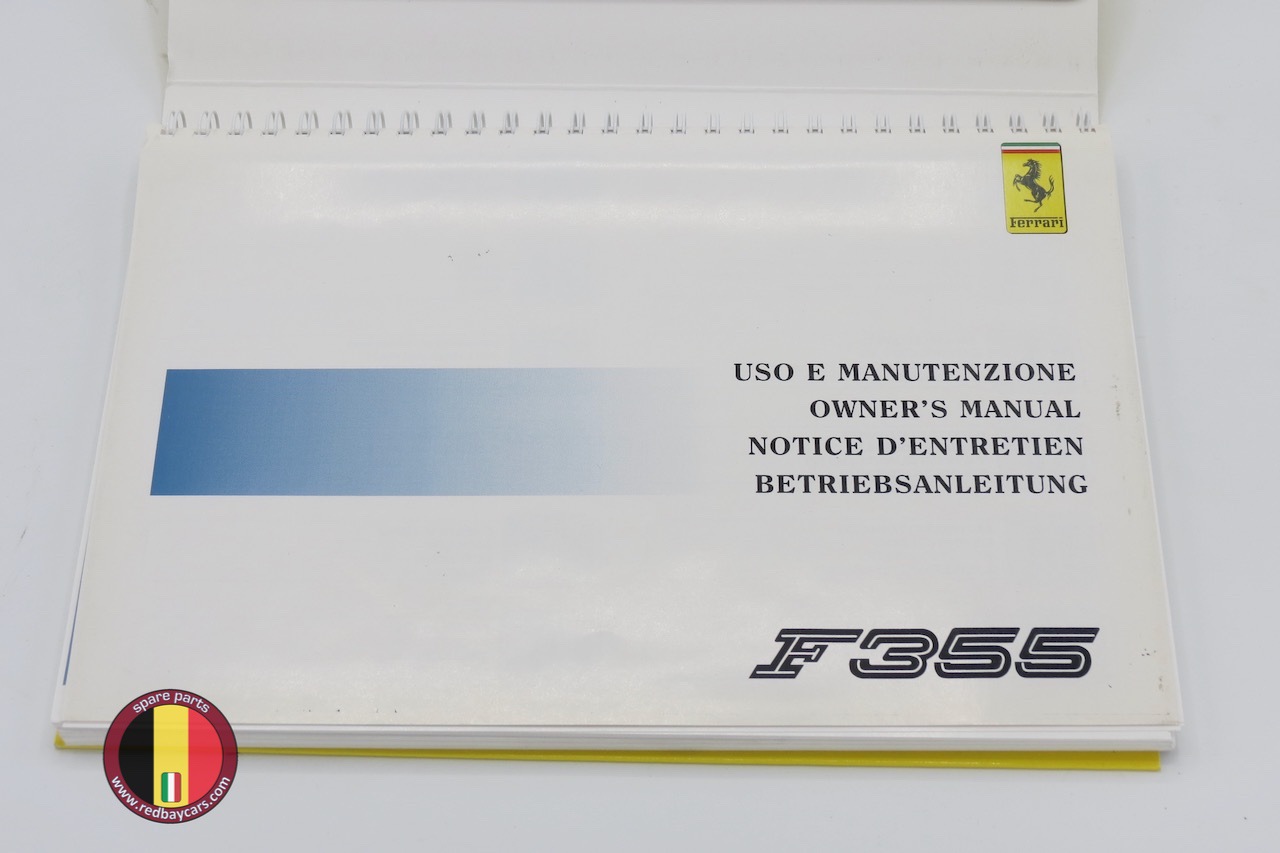 Ferrari
USO E MANUTENZIONE
OWNER'S MANUAL
NOTICE D'ENTRETIEN
BETRIEBSANLEITUNG
F355
spare parts
www.redbaycars.com